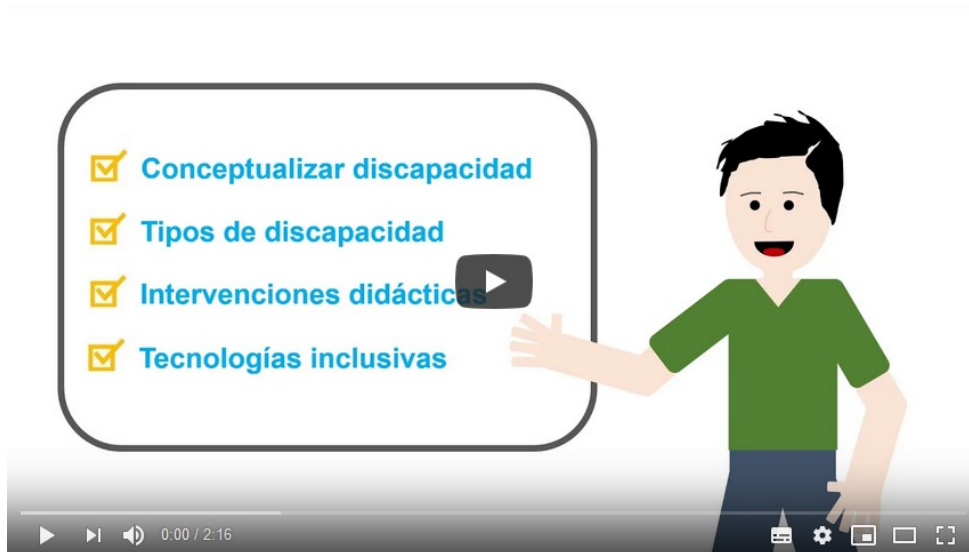 Conceptualizar discapacidad
Tipos de discapacidad
Intervenciones didácticas
Tecnologías inclusivas
0:00 / 2:16